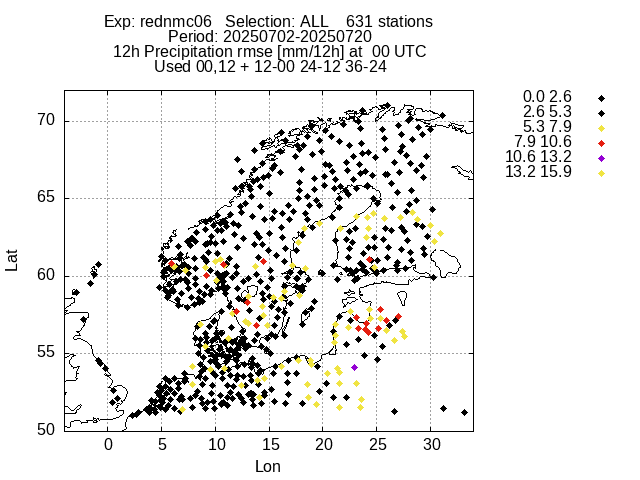 Exp: rednmc06   Selection: ALL    631 stations
Period: 20250702-20250720
12h Precipitation rmse [mm/12h] at  00 UTC
Used 00,12 + 12-00 24-12 36-24
0.0 2.6
2.6 5.3
5.3 7.9
7.9 10.6
10.6 13.2
13.2 15.9
70
65
60
55
50
Lat
0 5 10 15 20 25 30
Lon